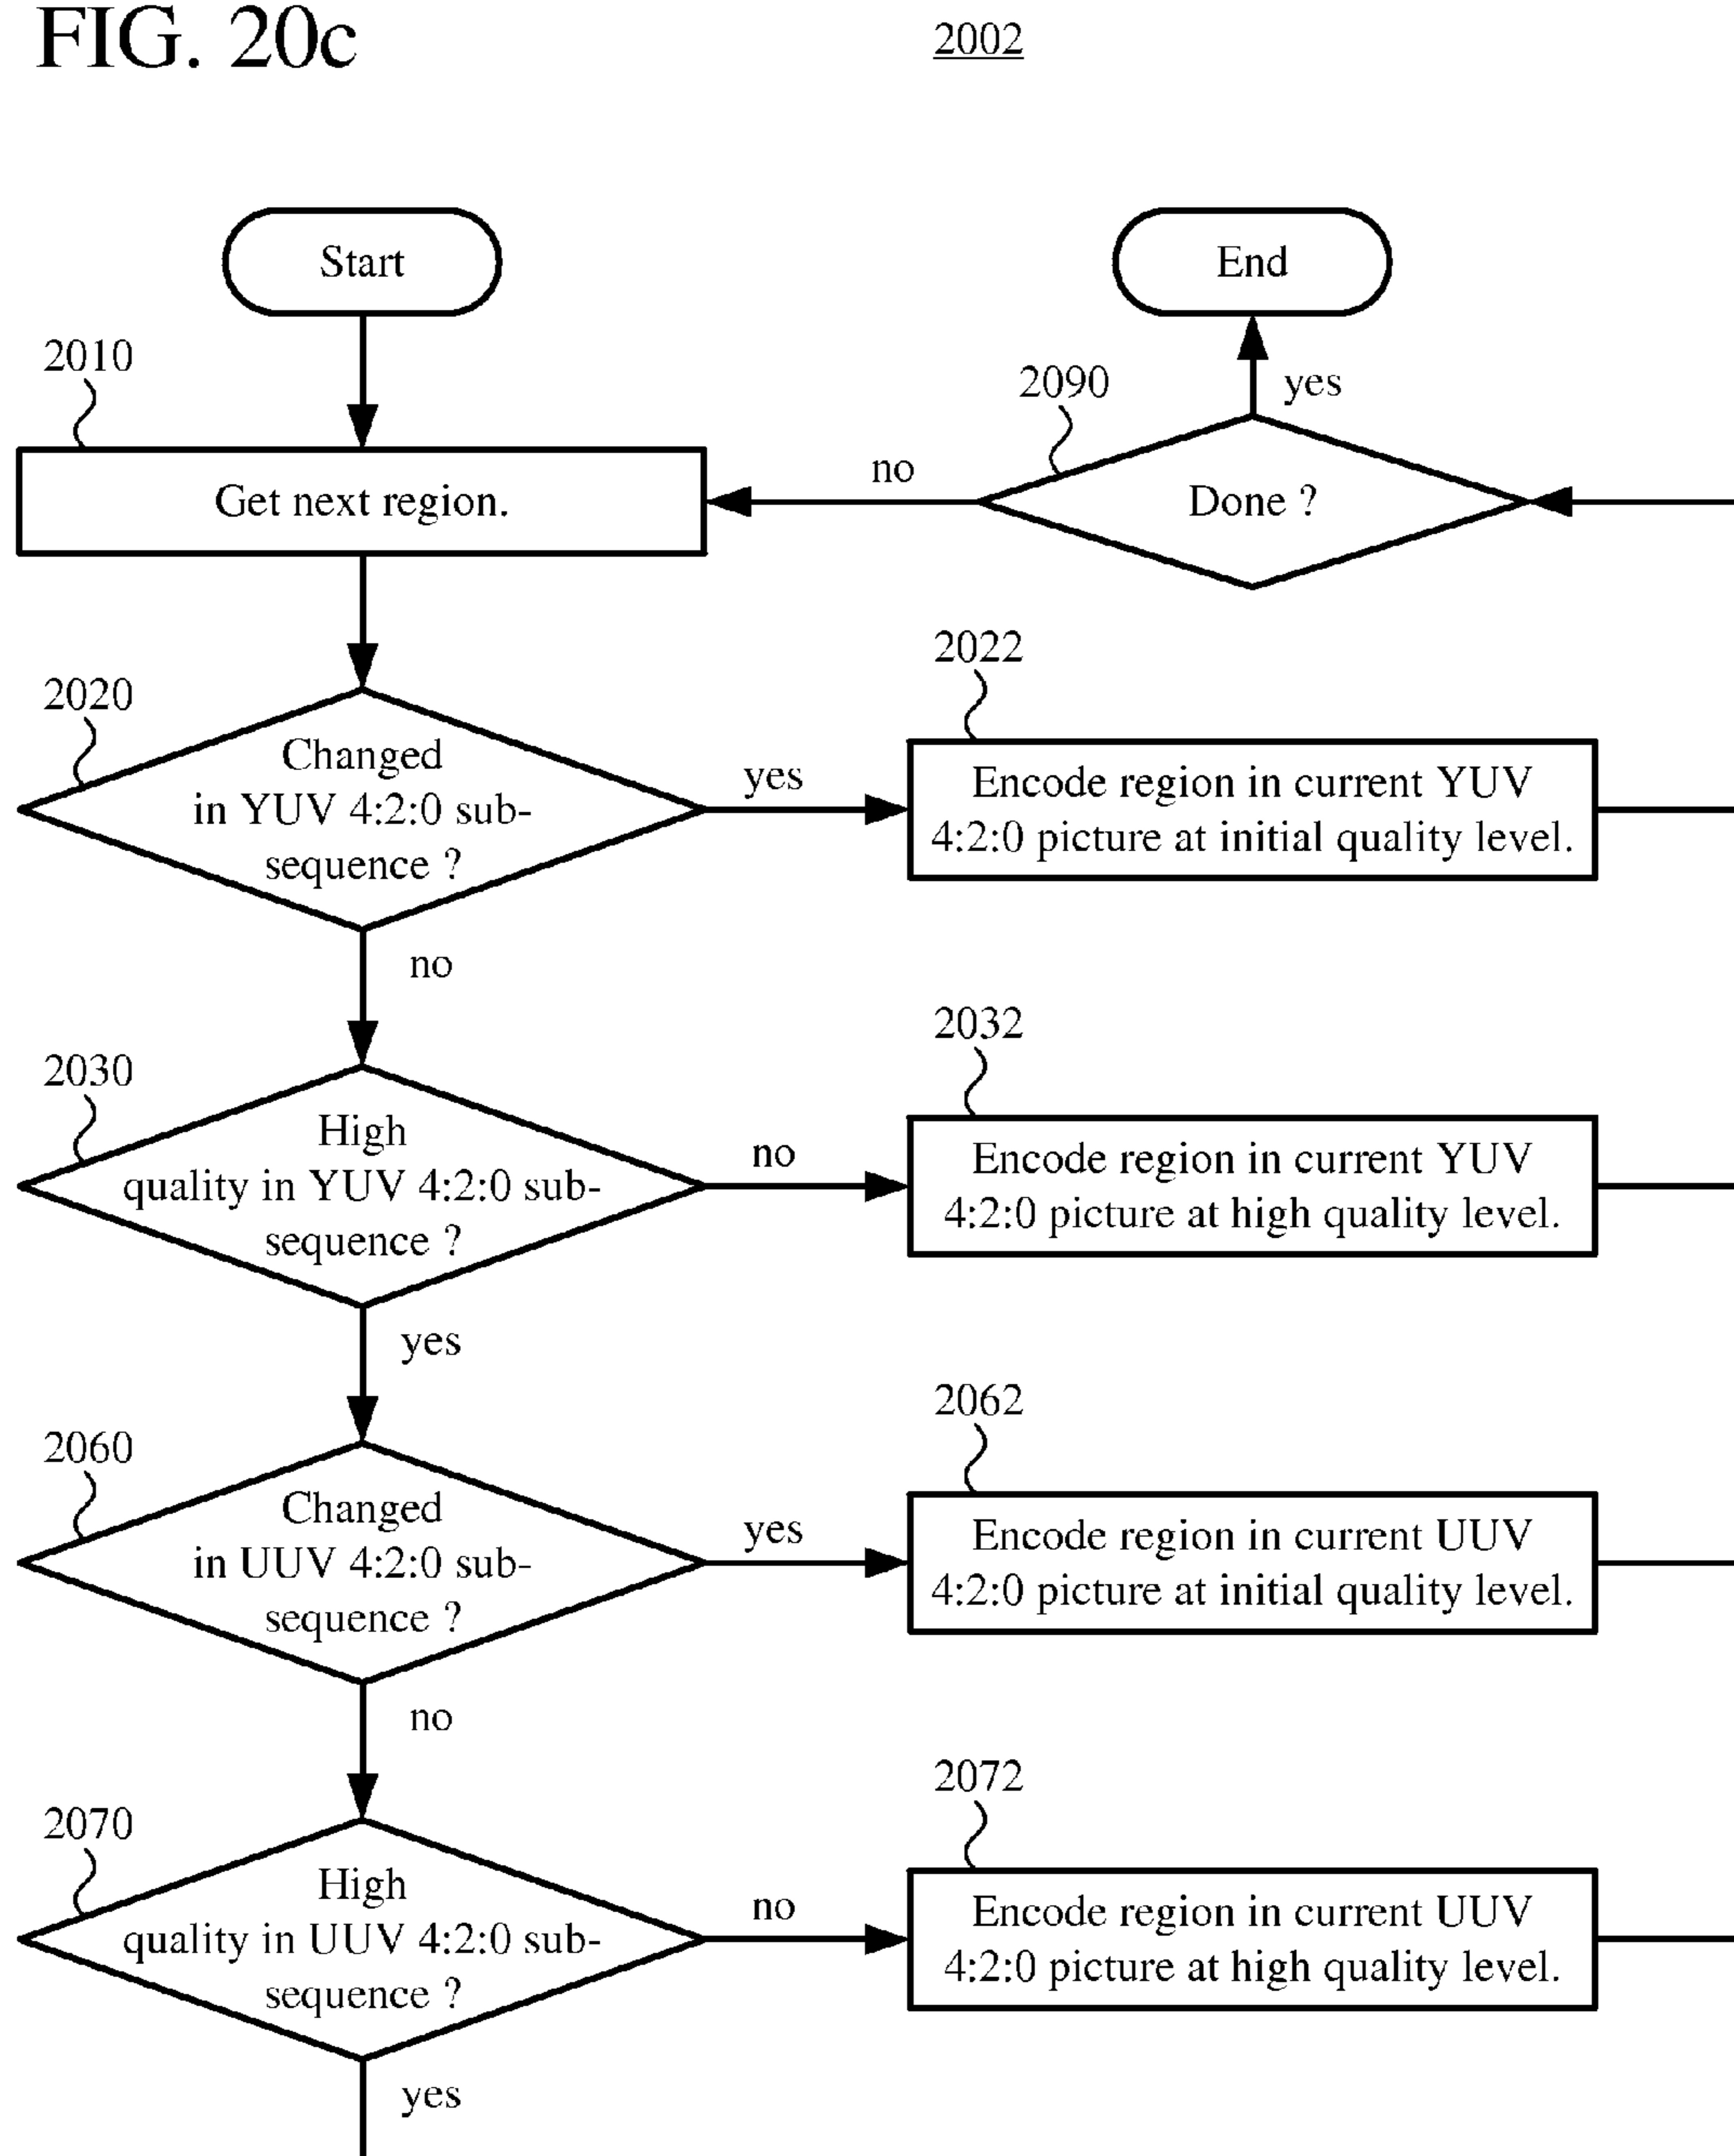 FIG. 20c
2002
Start
End
2010
2090
yes
Get next region.
no
Done ?
2020
2022
Changed
in YUV 4:2:0 sub-
sequence ?
yes
Encode region in current YUV
4:2:0 picture at initial quality level.
no
2030
2032
High
quality in YUV 4:2:0 sub-
sequence ?
no
Encode region in current YUV
4:2:0 picture at high quality level.
yes
2060
2062
Changed
in UUV 4:2:0 sub-
sequence ?
yes
Encode region in current UUV
4:2:0 picture at initial quality level.
no
2070
2072
High
quality in UUV 4:2:0 sub-
sequence ?
no
Encode region in current UUV
4:2:0 picture at high quality level.
yes